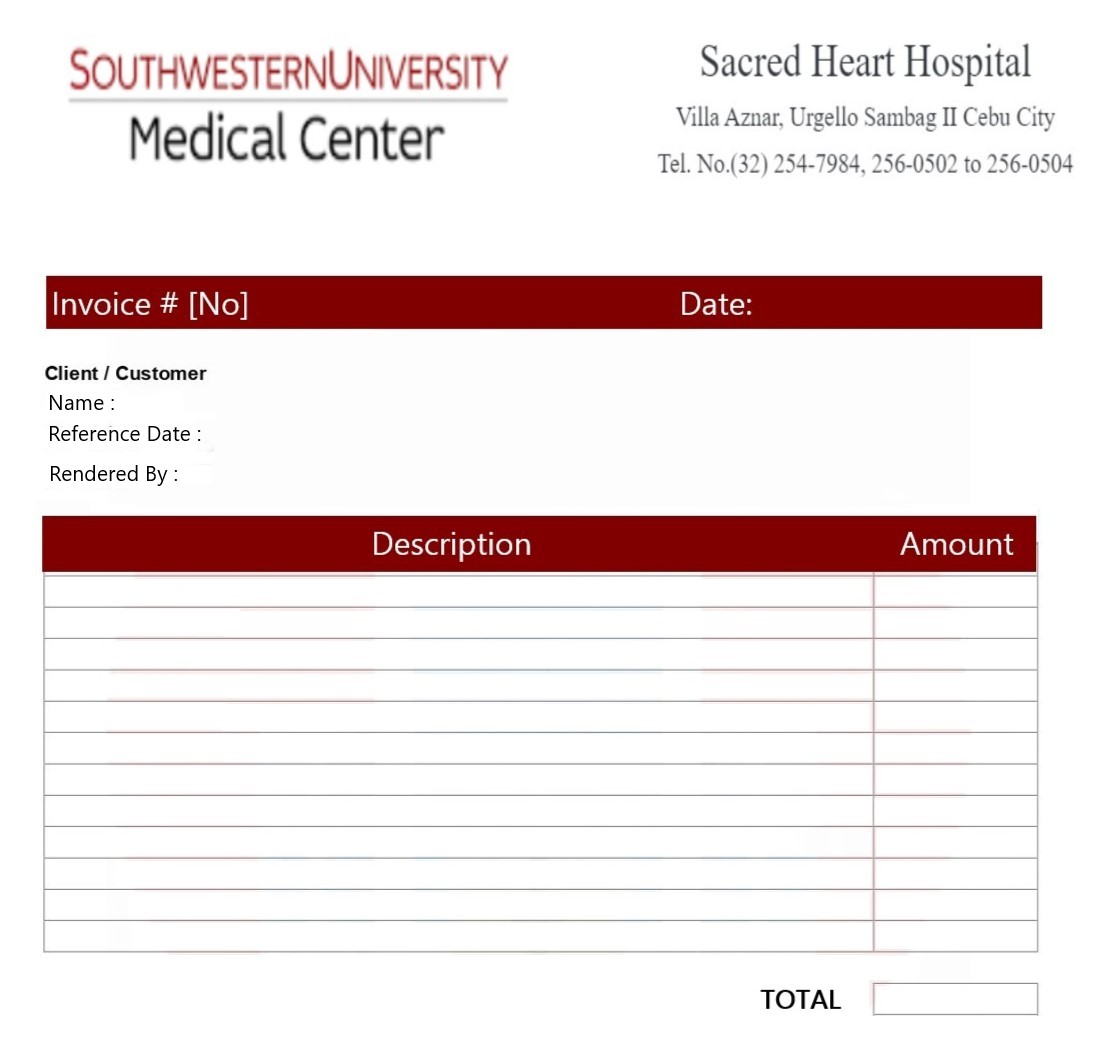 SOUTHWESTERNUNIVERSITY
Medical Center
Sacred Heart Hospital
Villa Aznar, Urgello Sambag II Cebu City
Tel. No.(32) 254-7984, 256-0502 to 256-0504
Invoice # [No] Date:
Client / Customer
Name :
Reference Date :
Rendered By :
Description Amount
TOTAL